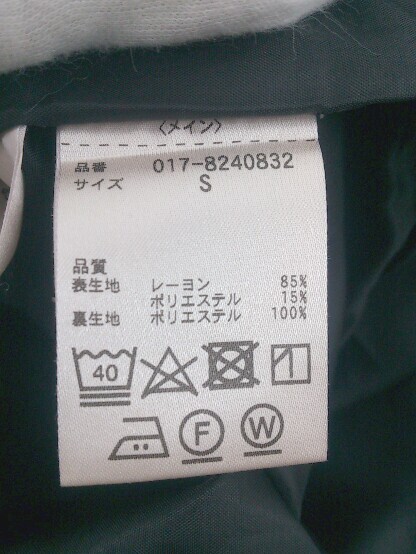 〈メイン〉
品番 017-8240832
サイズ S
品質
表生地 レーヨン 85%
ポリエステル 15%
裏生地 ポリエステル 100%
40
F W